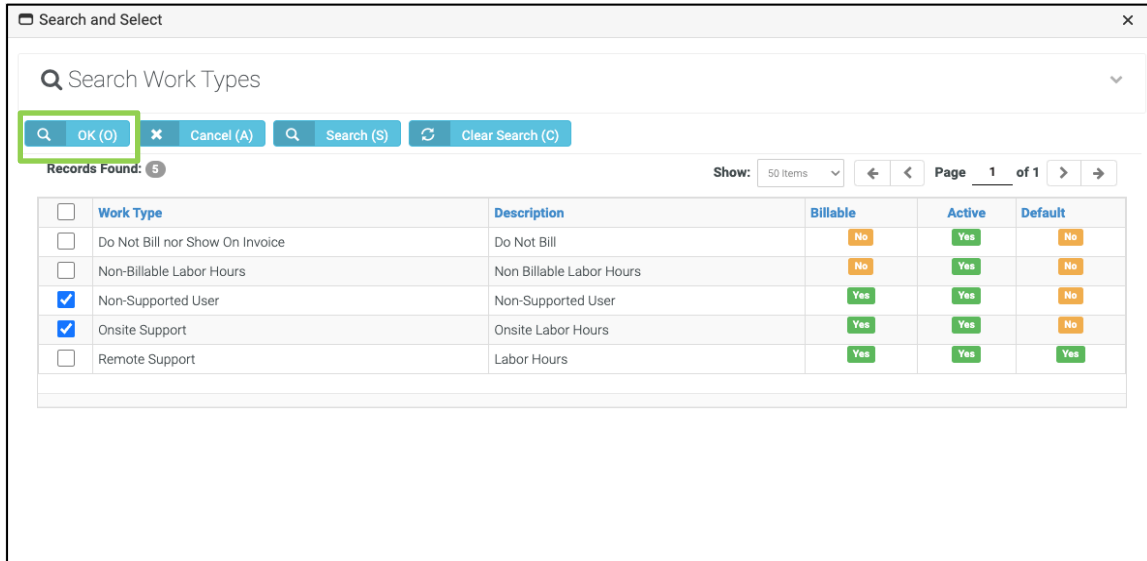 Search and Select
Search Work Types
OK (O) Cancel (A) Search (S) Clear Search (C)
Records Found: 5 Show: 50 Items Page 1 of 1
Work Type Description Billable Active Default
Do Not Bill nor Show On Invoice Do Not Bill No Yes No
Non-Billable Labor Hours Non Billable Labor Hours No Yes No
Non-Supported User Non-Supported User Yes Yes No
Onsite Support Onsite Labor Hours Yes Yes No
Remote Support Labor Hours Yes Yes Yes